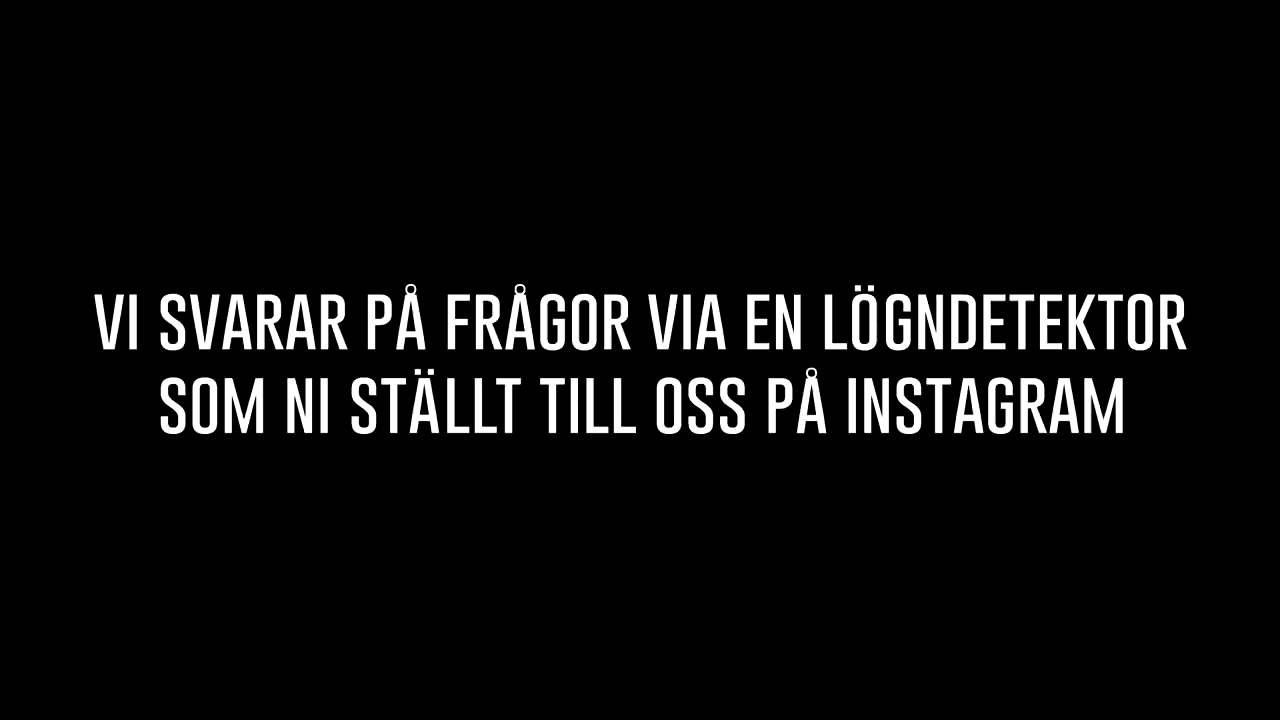 VI SVARAR PÅ FRÅGOR VIA EN LÖGNDETEKTOR
SOM NI STÄLLT TILL OSS PÅ INSTAGRAM